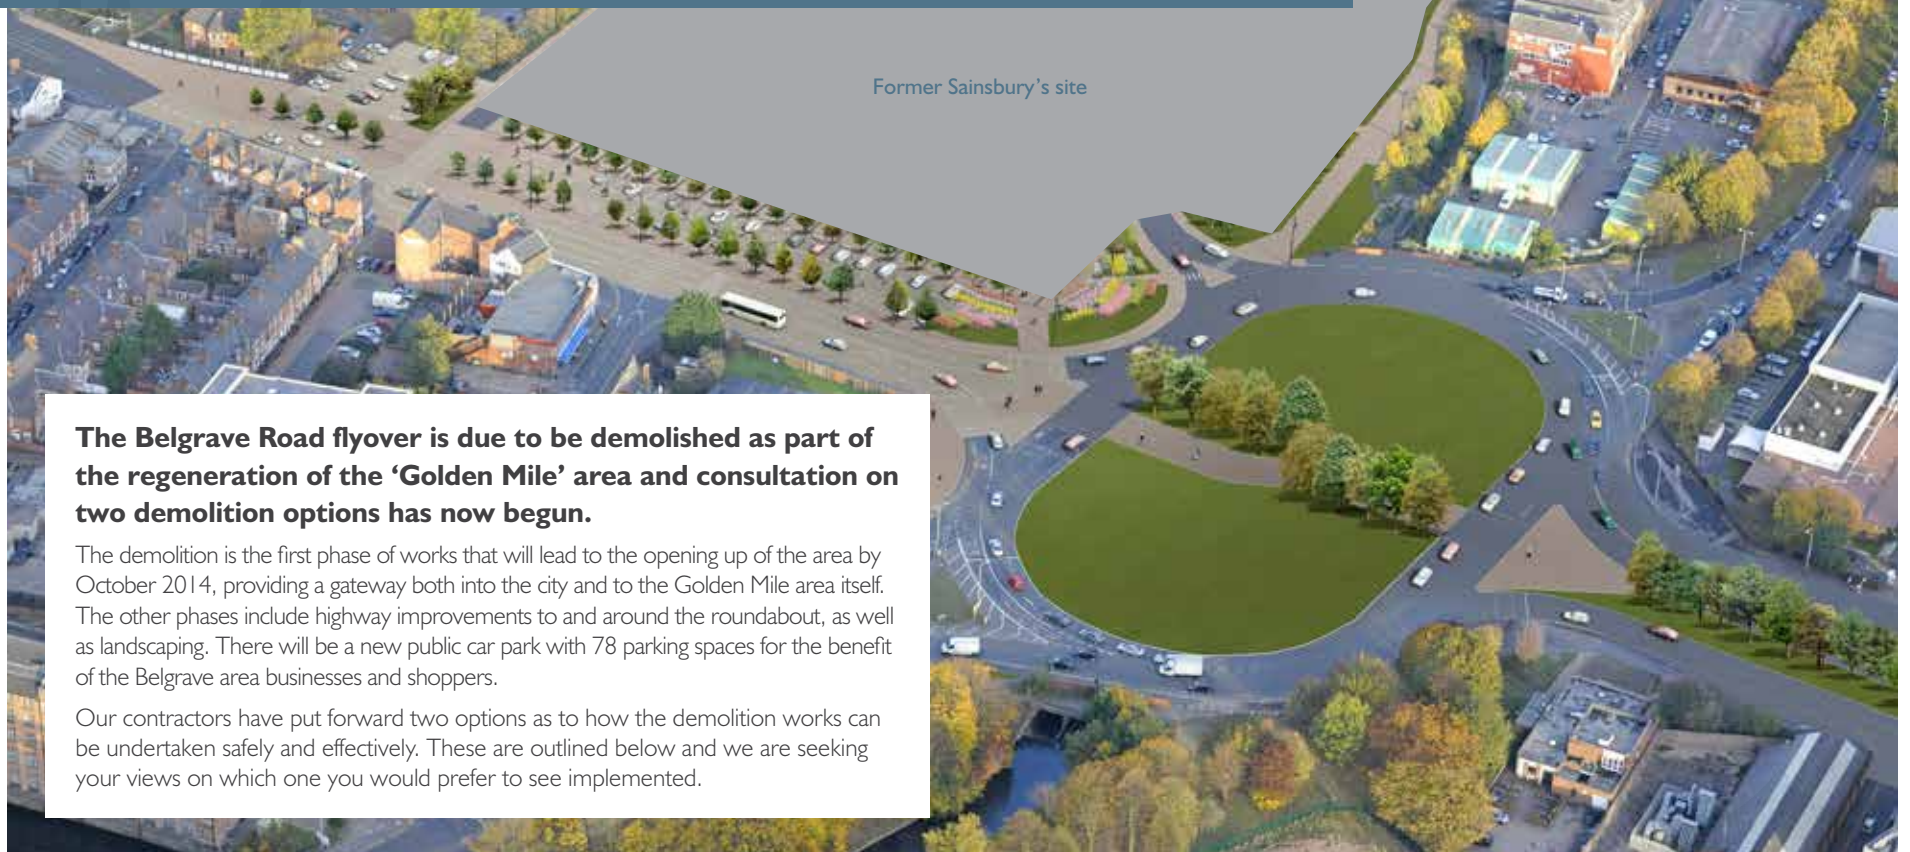 Former Sainsbury's site
The Belgrave Road flyover is due to be demolished as part of
the regeneration of the ‘Golden Mile’ area and consultation on
two demolition options has now begun.
The demolition is the first phase of works that will lead to the opening up of the area by
October 2014, providing a gateway both into the city and to the Golden Mile area itself.
The other phases include highway improvements to and around the roundabout, as well
as landscaping. There will be a new public car park with 78 parking spaces for the benefit
of the Belgrave area businesses and shoppers.
Our contractors have put forward two options as to how the demolition works can
be undertaken safely and effectively. These are outlined below and we are seeking
your views on which one you would prefer to see implemented.